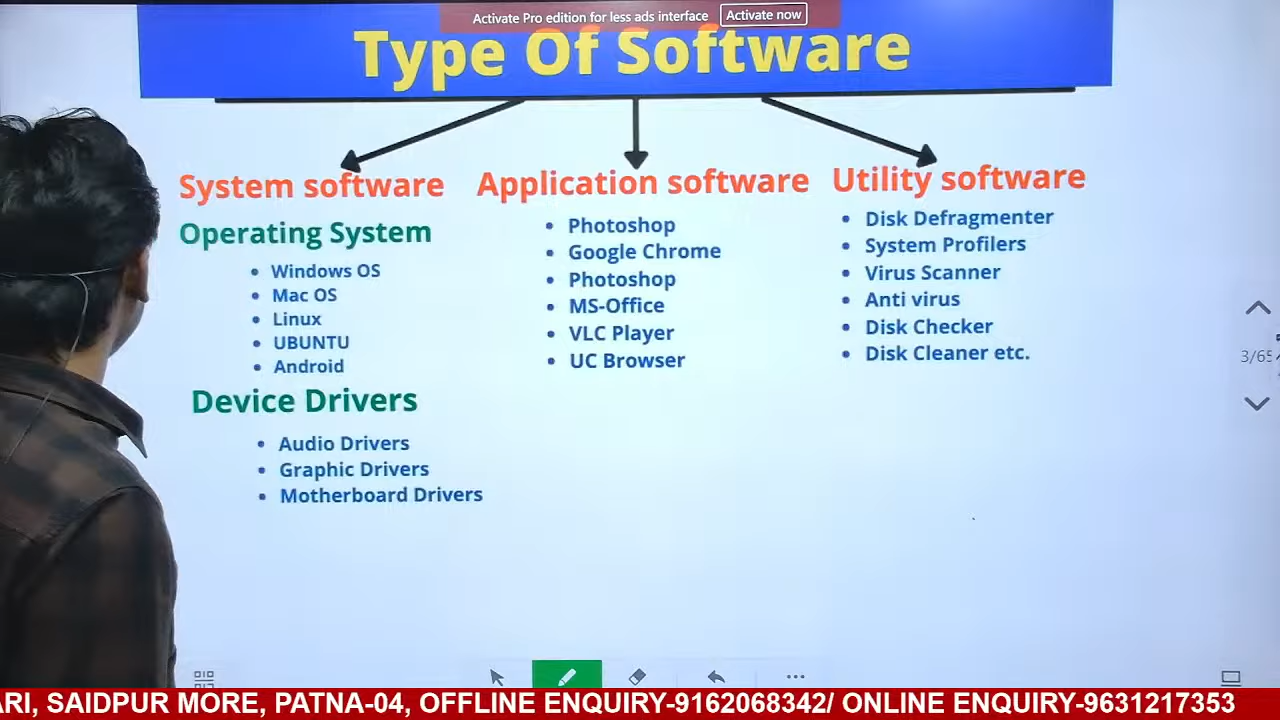 Activate Pro edition for less ads interface
Activate now
Type Of Software
System software
Operating System
• Windows OS
• Mac OS
• Linux
• UBUNTU
• Android
Device Drivers
• Audio Drivers
• Graphic Drivers
• Motherboard Drivers
Application software
• Photoshop
• Google Chrome
• Photoshop
• MS-Office
• VLC Player
• UC Browser
Utility software
• Disk Defragmenter
• System Profilers
• Virus Scanner
• Anti virus
• Disk Checker
• Disk Cleaner etc.
3/65
ARI, SAIDPUR MORE, PATNA-04, OFFLINE ENQUIRY-9162068342/ ONLINE ENQUIRY-9631217353